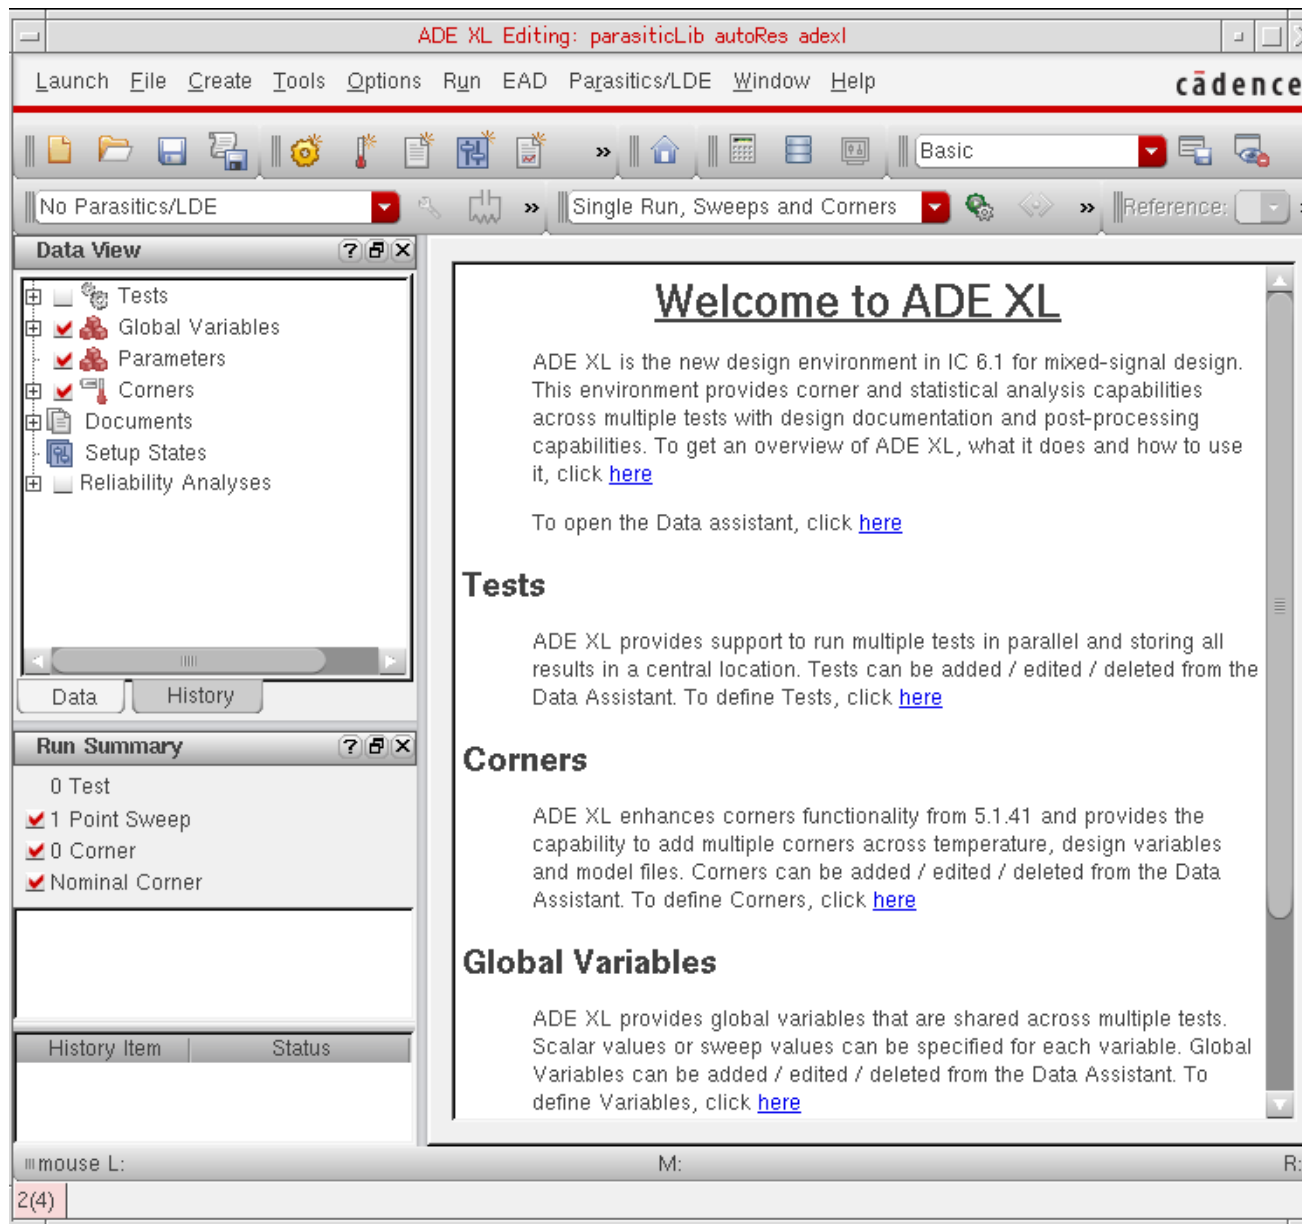 ADE XL Editing: parasiticLib autoRes adexl
Launch File Create Tools Options Run EAD Parasitics/LDE Window Help
cādence
Basic
No Parasitics/LDE
Single Run, Sweeps and Corners
Reference:
Data View
Tests
Global Variables
Parameters
Corners
Documents
Setup States
Reliability Analyses
Data History
Run Summary
0 Test
1 Point Sweep
0 Corner
Nominal Corner
History Item Status
Welcome to ADE XL
ADE XL is the new design environment in IC 6.1 for mixed-signal design.
This environment provides corner and statistical analysis capabilities
across multiple tests with design documentation and post-processing
capabilities. To get an overview of ADE XL, what it does and how to use
it, click here
To open the Data assistant, click here
Tests
ADE XL provides support to run multiple tests in parallel and storing all
results in a central location. Tests can be added / edited / deleted from the
Data Assistant. To define Tests, click here
Corners
ADE XL enhances corners functionality from 5.1.41 and provides the
capability to add multiple corners across temperature, design variables
and model files. Corners can be added / edited / deleted from the Data
Assistant. To define Corners, click here
Global Variables
ADE XL provides global variables that are shared across multiple tests.
Scalar values or sweep values can be specified for each variable. Global
Variables can be added / edited / deleted from the Data Assistant. To
define Variables, click here
mouse L: M: R:
2(4)